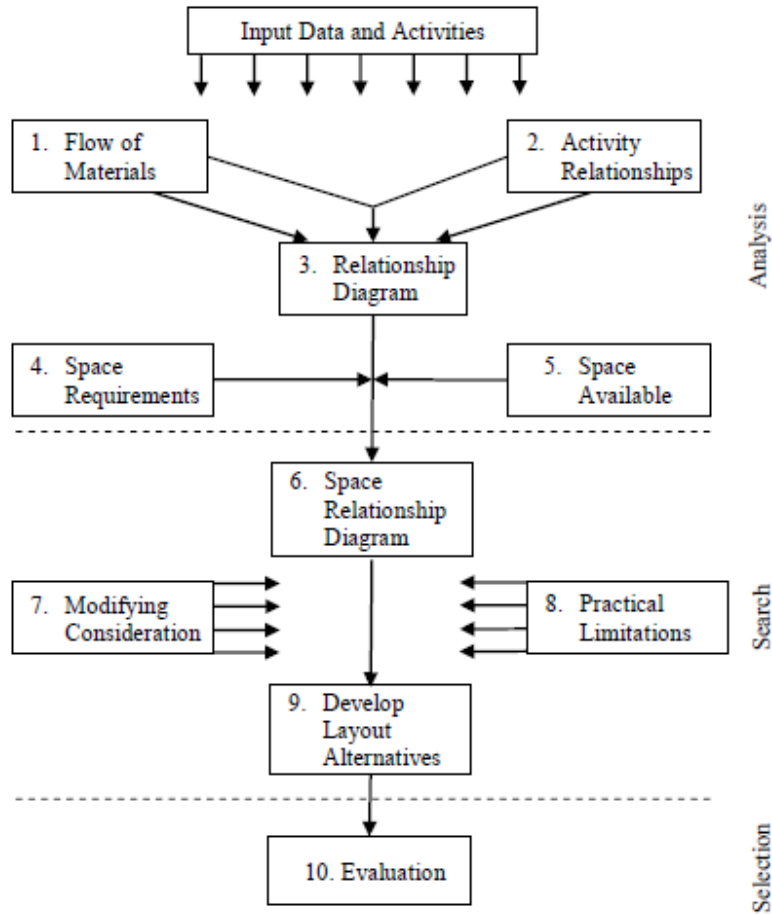 Input Data and Activities
1. Flow of
Materials
2. Activity
Relationships
3. Relationship
Diagram
Analysis
4. Space
Requirements
5. Space
Available
6. Space
Relationship
Diagram
7. Modifying
Consideration
8. Practical
Limitations
Search
9. Develop
Layout
Alternatives
10. Evaluation
Selection